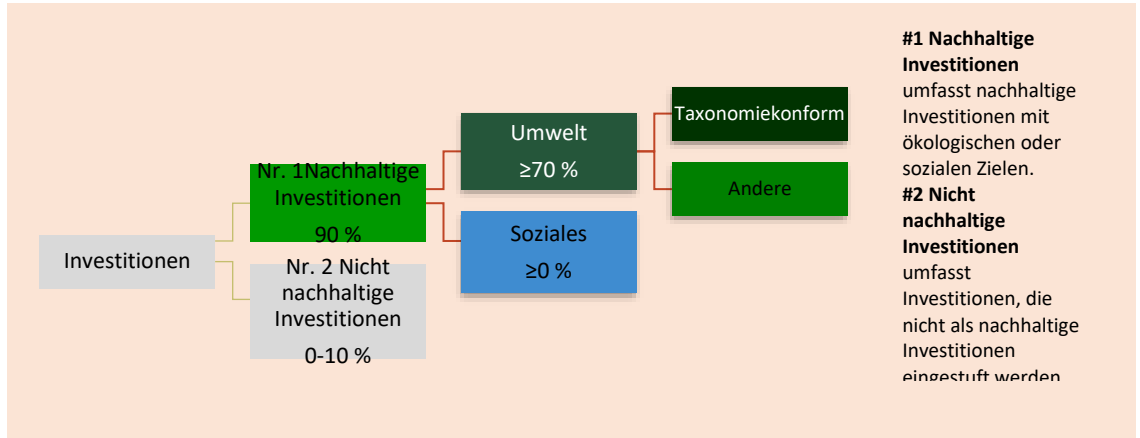 Investitionen
Nr. 1Nachhaltige
Investitionen
90 %
Nr. 2 Nicht
nachhaltige
Investitionen
0-10 %
Umwelt
≥70 %
Soziales
≥0 %
Taxonomiekonform
Andere
#1 Nachhaltige
Investitionen
umfasst nachhaltige
Investitionen mit
ökologischen oder
sozialen Zielen.
#2 Nicht
nachhaltige
Investitionen
umfasst
Investitionen, die
nicht als nachhaltige
Investitionen
eingestuft werden